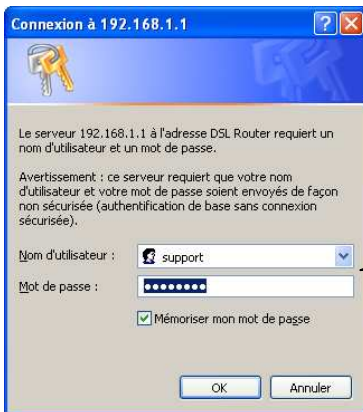 Connexion à 192.168.1.1
Le serveur 192.168.1.1 à l'adresse DSL Router requiert un
nom d'utilisateur et un mot de passe.
Avertissement : ce serveur requiert que votre nom
d'utilisateur et votre mot de passe soient envoyés de façon
non sécurisée (authentification de base sans connexion
sécurisée).
Nom d'utilisateur : support
Mot de passe : ••••••••
Mémoriser mon mot de passe
OK Annuler